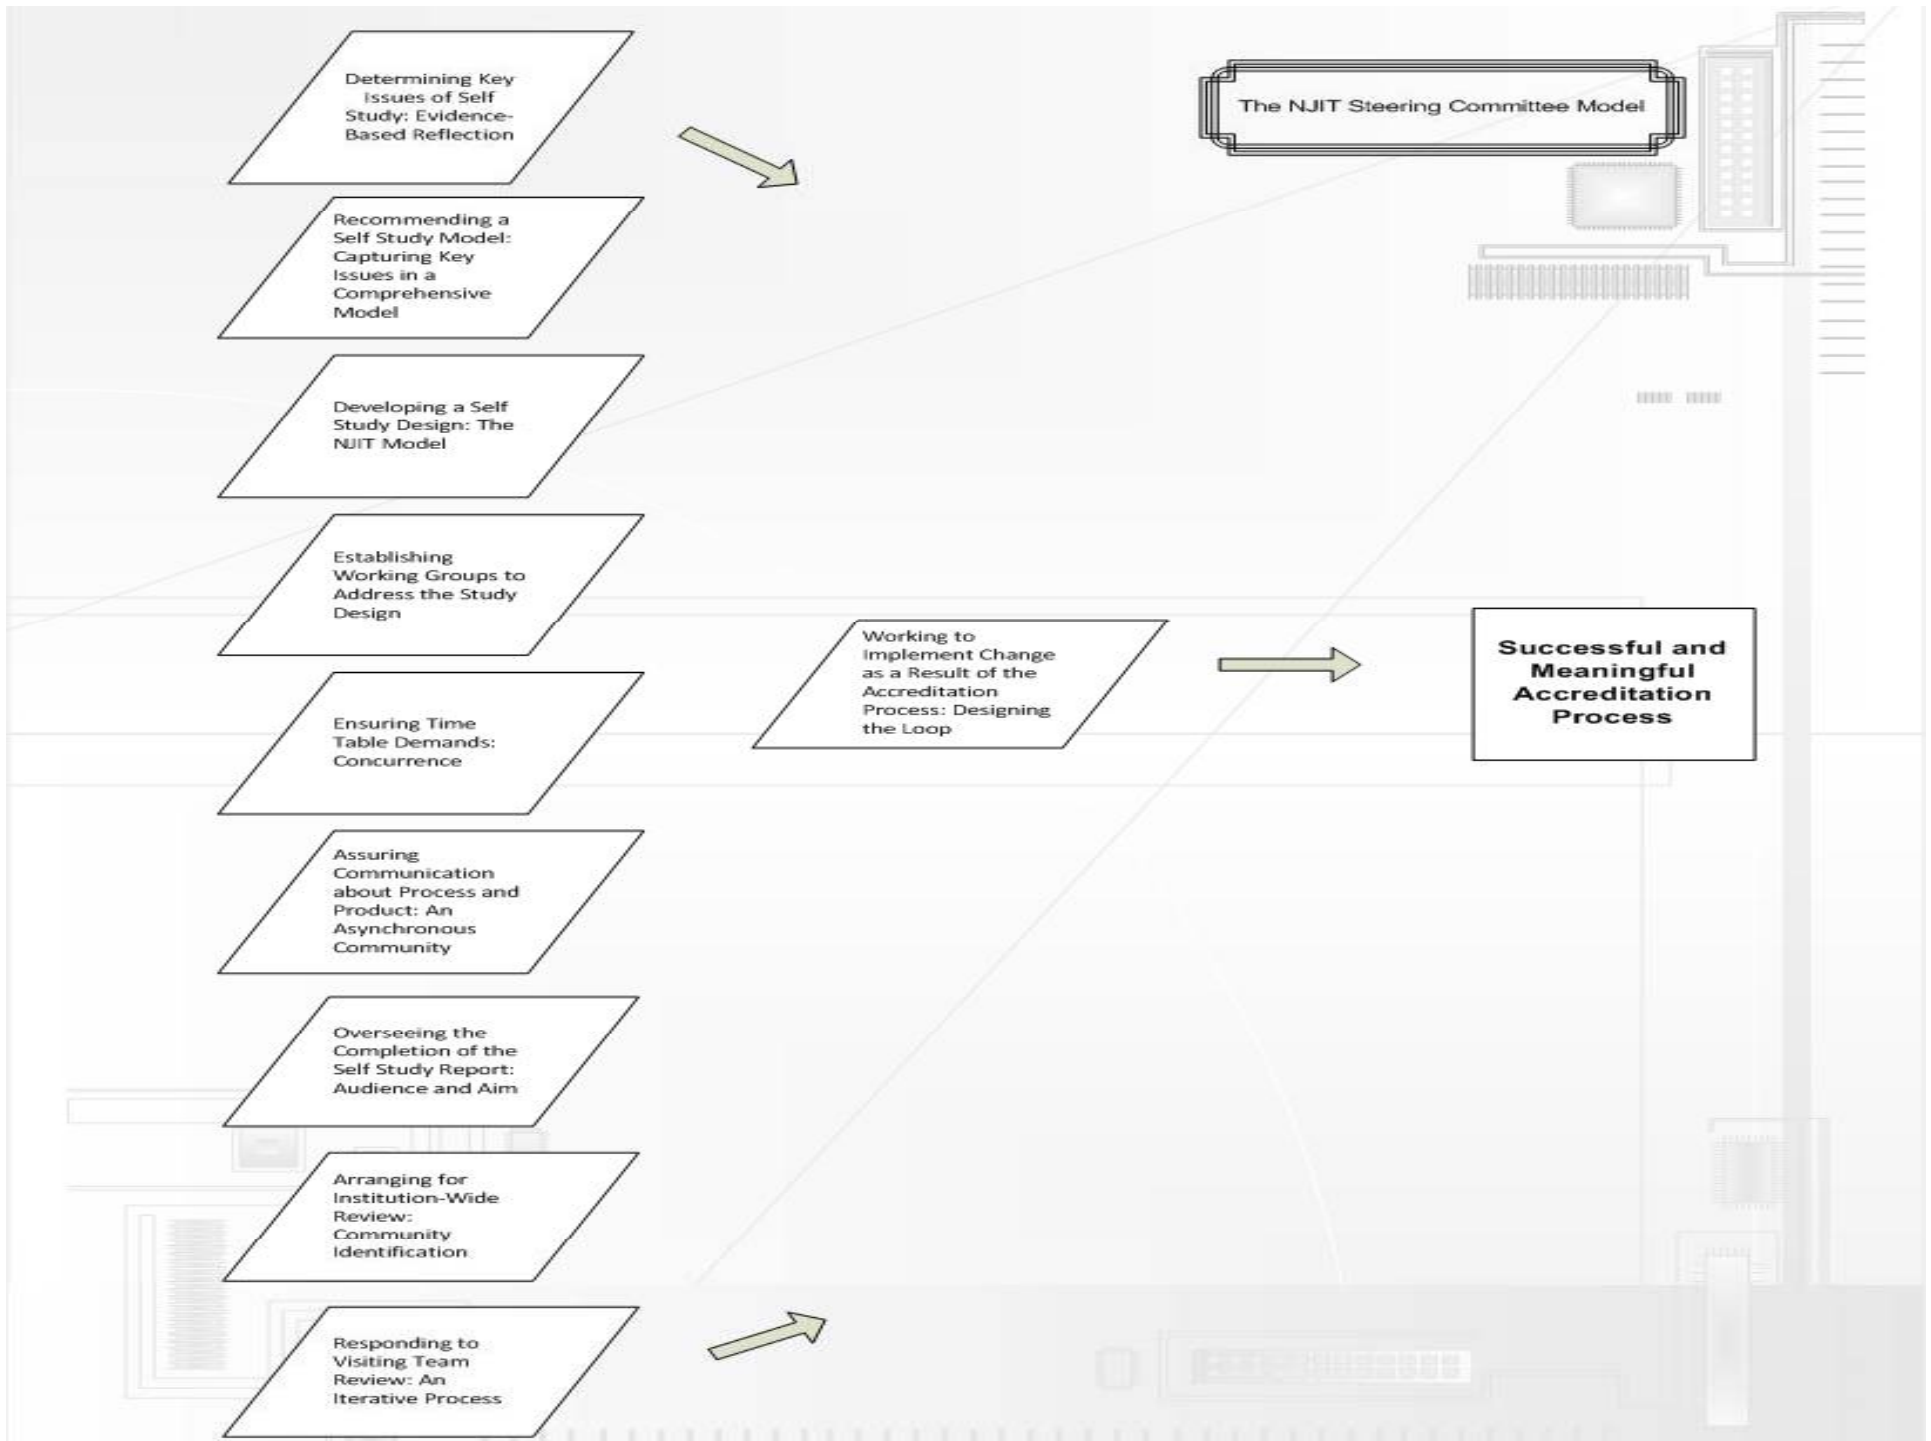 Determining Key
Issues of Self
Study: Evidence-
Based Reflection
The NJIT Steering Committee Model
Recommending a
Self Study Model:
Capturing Key
Issues in a
Comprehensive
Model
Developing a Self
Study Design: The
NJIT Model
Establishing
Working Groups to
Address the Study
Design
Ensuring Time
Table Demands:
Concurrence
Assuring
Communication
about Process and
Product: An
Asynchronous
Community
Overseeing the
Completion of the
Self Study Report:
Audience and Aim
Arranging for
Institution-Wide
Review:
Community
Identification
Responding to
Visiting Team
Review: An
Iterative Process
Working to
Implement Change
as a Result of the
Accreditation
Process: Designing
the Loop
Successful and
Meaningful
Accreditation
Process